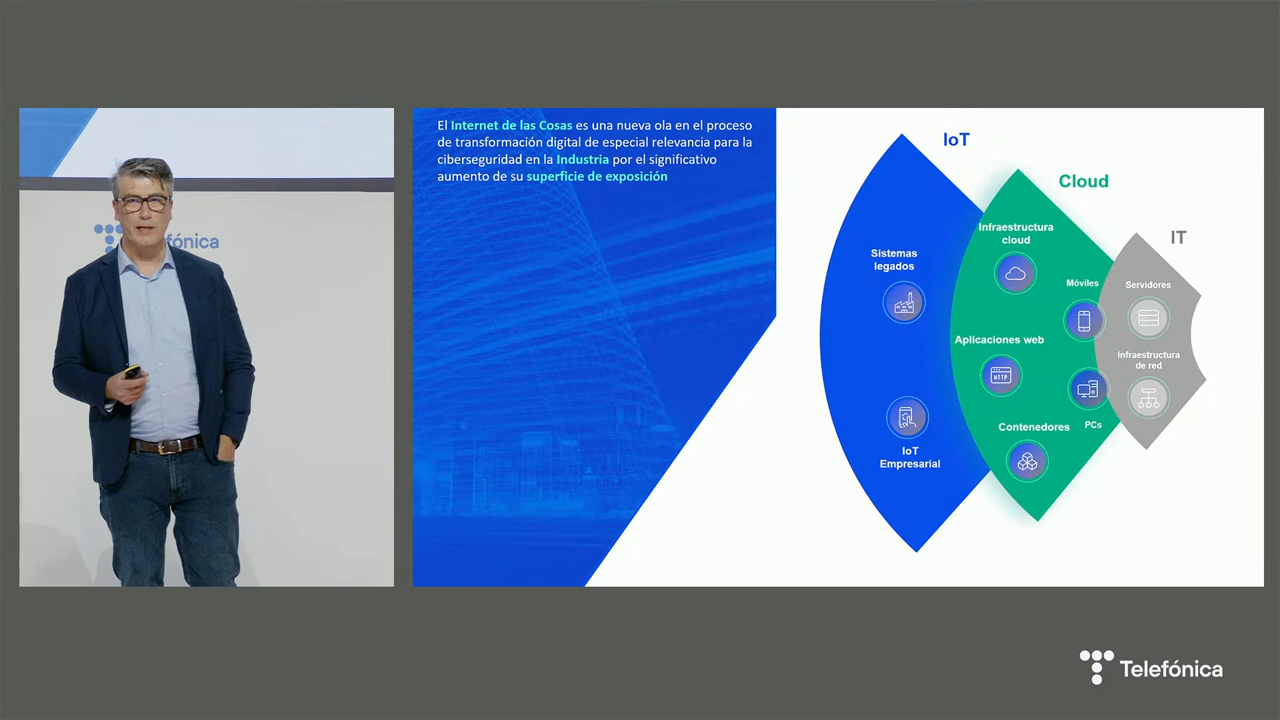 El Internet de las Cosas es una nueva ola en el proceso
de transformación digital de especial relevancia para la
ciberseguridad en la Industria por el significativo
aumento de su superficie de exposición
IoT
Cloud
IT
Infraestructura
cloud
Sistemas
legados
Móviles
Servidores
Aplicaciones web
HTTP
Infraestructura
de red
Contenedores
PCs
IoT
Empresarial
fónica
Telefónica